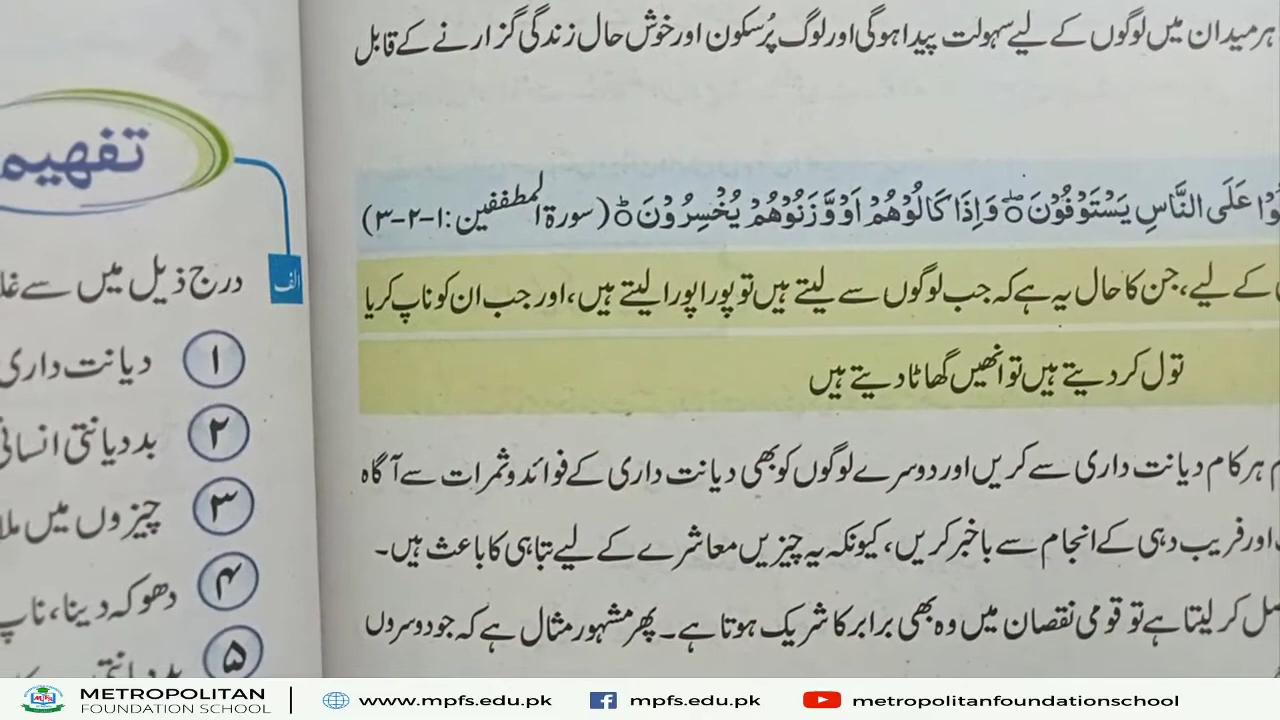 ہر میدان میں لوگوں کے لیے سہولت پیدا ہوگی اور لوگ پُرسکون اور خوش حال زندگی گزارنے کے قابل
عَلَى النَّاسِ يَسْتَوْفُوْنَ ۖ وَاِذَا كَالُوْهُمْ اَوْ وَّزَنُوْهُمْ يُخْسِرُوْنَ ؕ (سورۃ المطففین: ۱-۲-۳)
کے لیے، جن کا حال یہ ہے کہ جب لوگوں سے لیتے ہیں تو پورا پورا لیتے ہیں، اور جب ان کو ناپ کر یا
تول کر دیتے ہیں تو انھیں گھاٹا دیتے ہیں
ہر کام دیانت داری سے کریں اور دوسرے لوگوں کو بھی دیانت داری کے فوائد و ثمرات سے آگاہ
اور فریب دہی کے انجام سے باخبر کریں، کیونکہ یہ چیزیں معاشرے کے لیے تباہی کا باعث ہیں۔
کر لیتا ہے تو قومی نقصان میں وہ بھی برابر کا شریک ہوتا ہے۔ پھر مشہور مثال ہے کہ جو دوسروں
تفہیم
الف درج ذیل میں سے
۱ دیانت داری
۲ بددیانتی
۳ چیزوں میں
۴ دھوکہ دینا، ناپ
۵ بددیانتی
METROPOLITAN
FOUNDATION SCHOOL
www.mpfs.edu.pk
mpfs.edu.pk
metropolitanfoundationschool